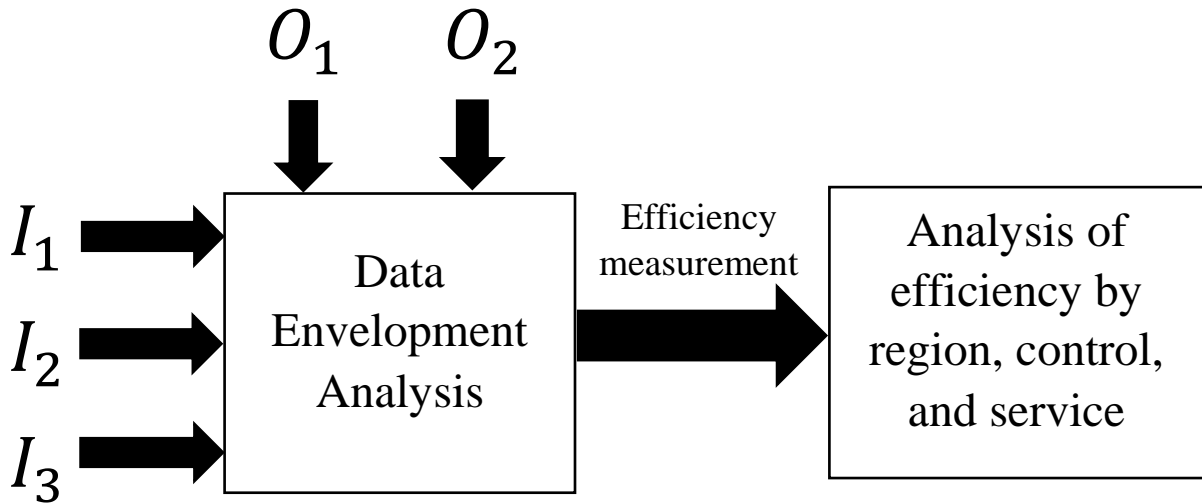 O₁ O₂
I₁
I₂
I₃
Data
Envelopment
Analysis
Efficiency
measurement
Analysis of
efficiency by
region, control,
and service